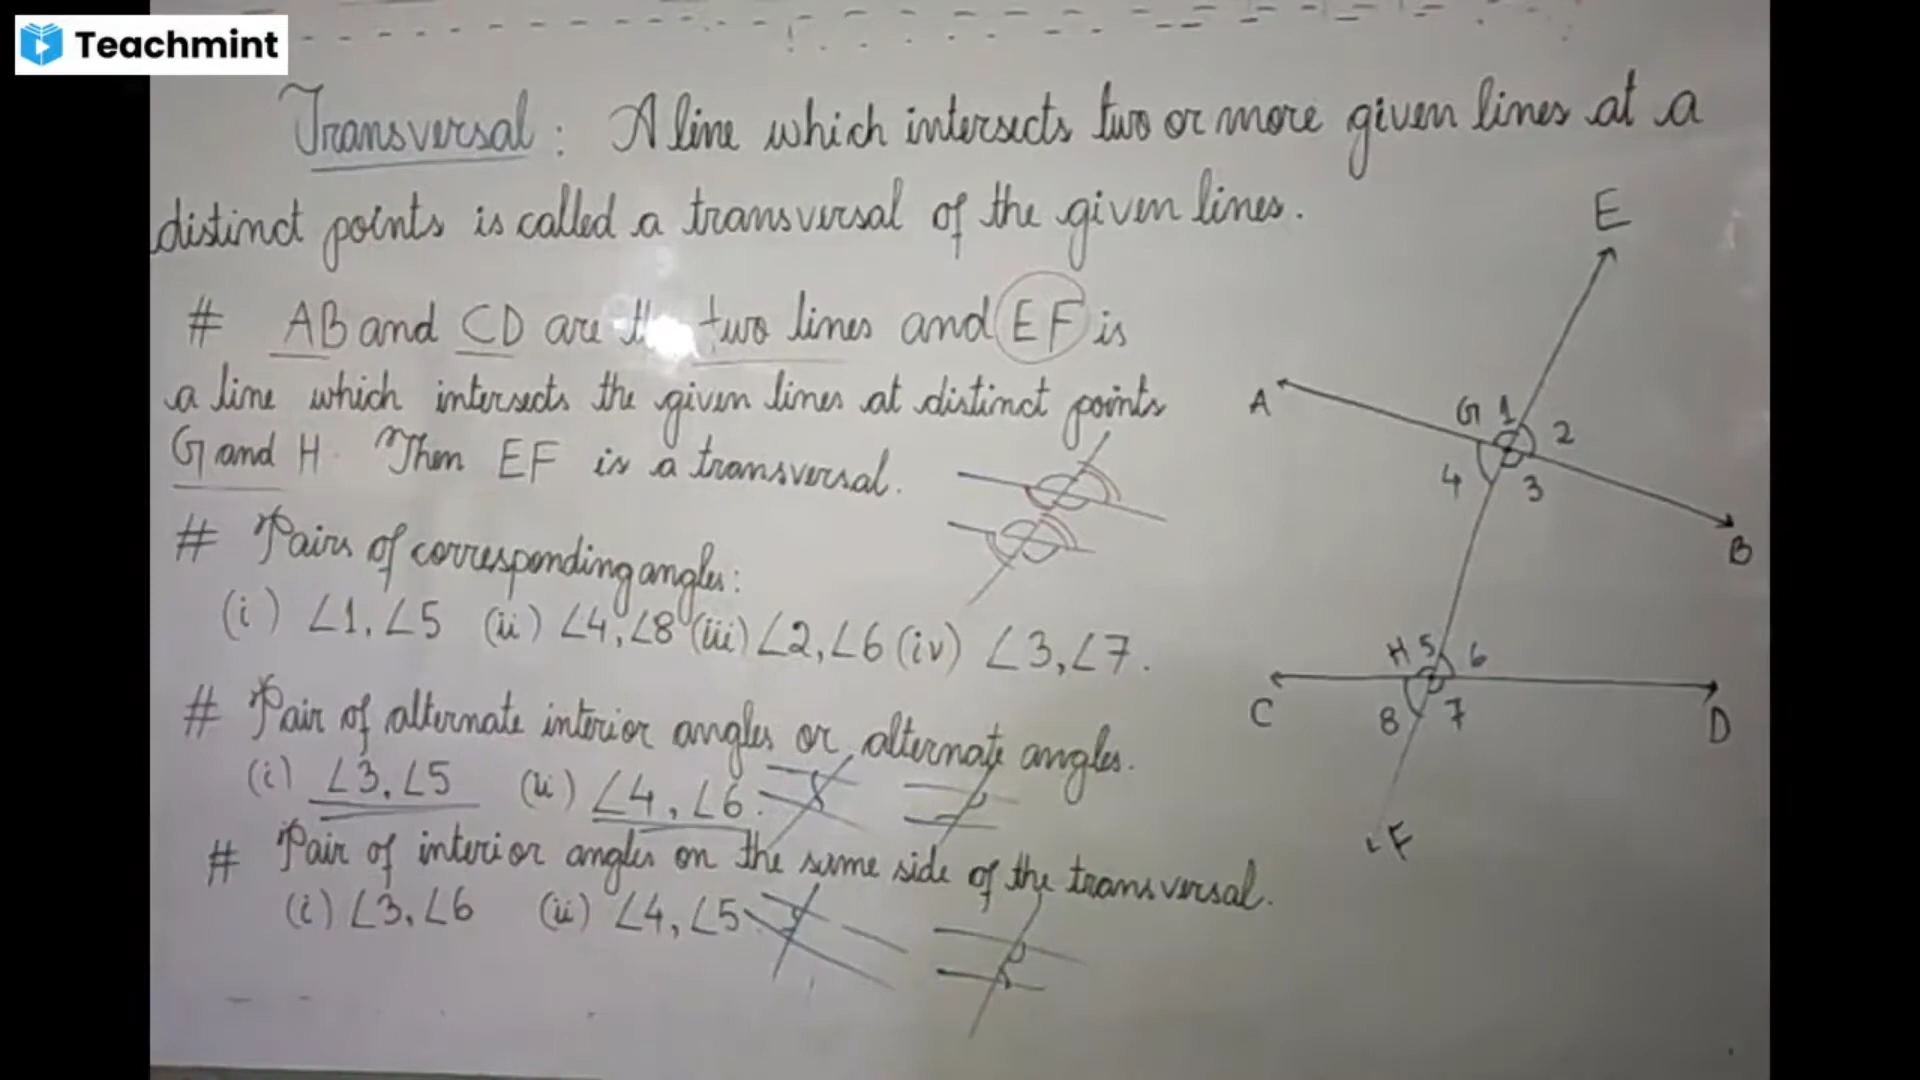 Teachmint
Transversal : A line which intersects two or more given lines at a
distinct points is called a transversal of the given lines.
# AB and CD are the two lines and EF is
a line which intersects the given lines at distinct points
G and H. Then EF is a transversal.
# Pairs of corresponding angles:
(i) ∠1, ∠5 (ii) ∠4, ∠8 (iii) ∠2, ∠6 (iv) ∠3, ∠7.
# Pair of alternate interior angles or alternate angles.
(i) ∠3, ∠5 (ii) ∠4, ∠6.
# Pair of interior angles on the same side of the transversal.
(i) ∠3, ∠6 (ii) ∠4, ∠5
E
A
G 1 2
4 3
B
H 5 6
C 8 7 D
F